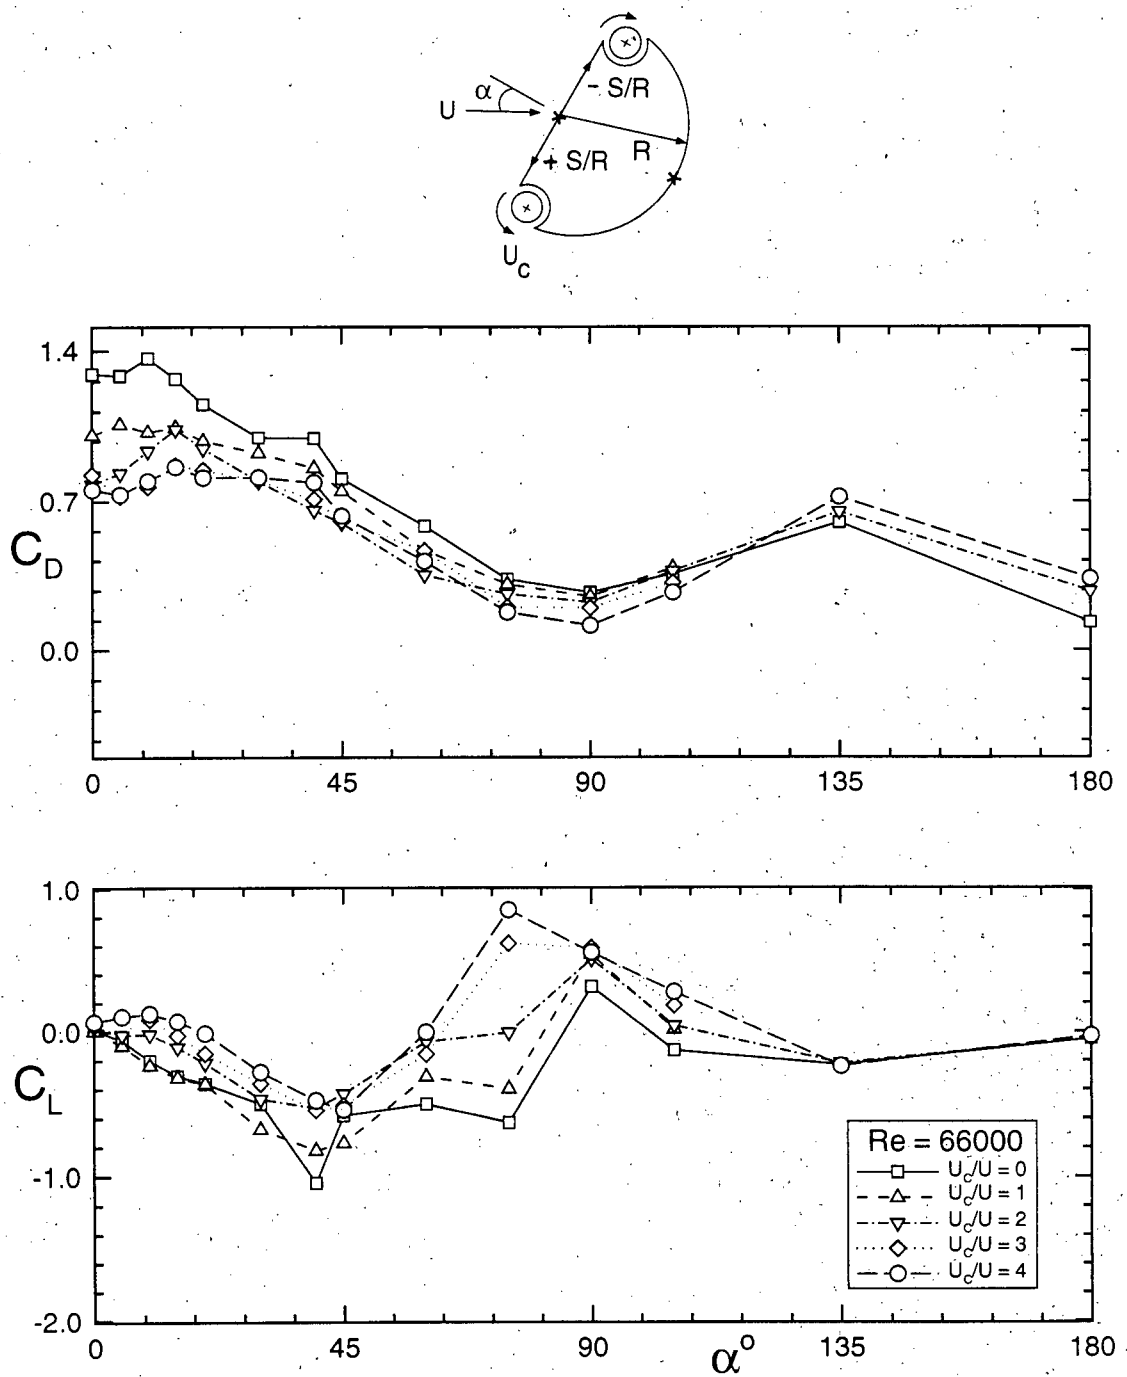 - S/R
α
U
R
+ S/R
U_c
1.4
0.7
C_D
0.0
0 45 90 135 180
1.0
0.0
C_L
-1.0
-2.0
Re = 66000
U_c/U = 0
U_c/U = 1
U_c/U = 2
U_c/U = 3
U_c/U = 4
0 45 90 α° 135 180